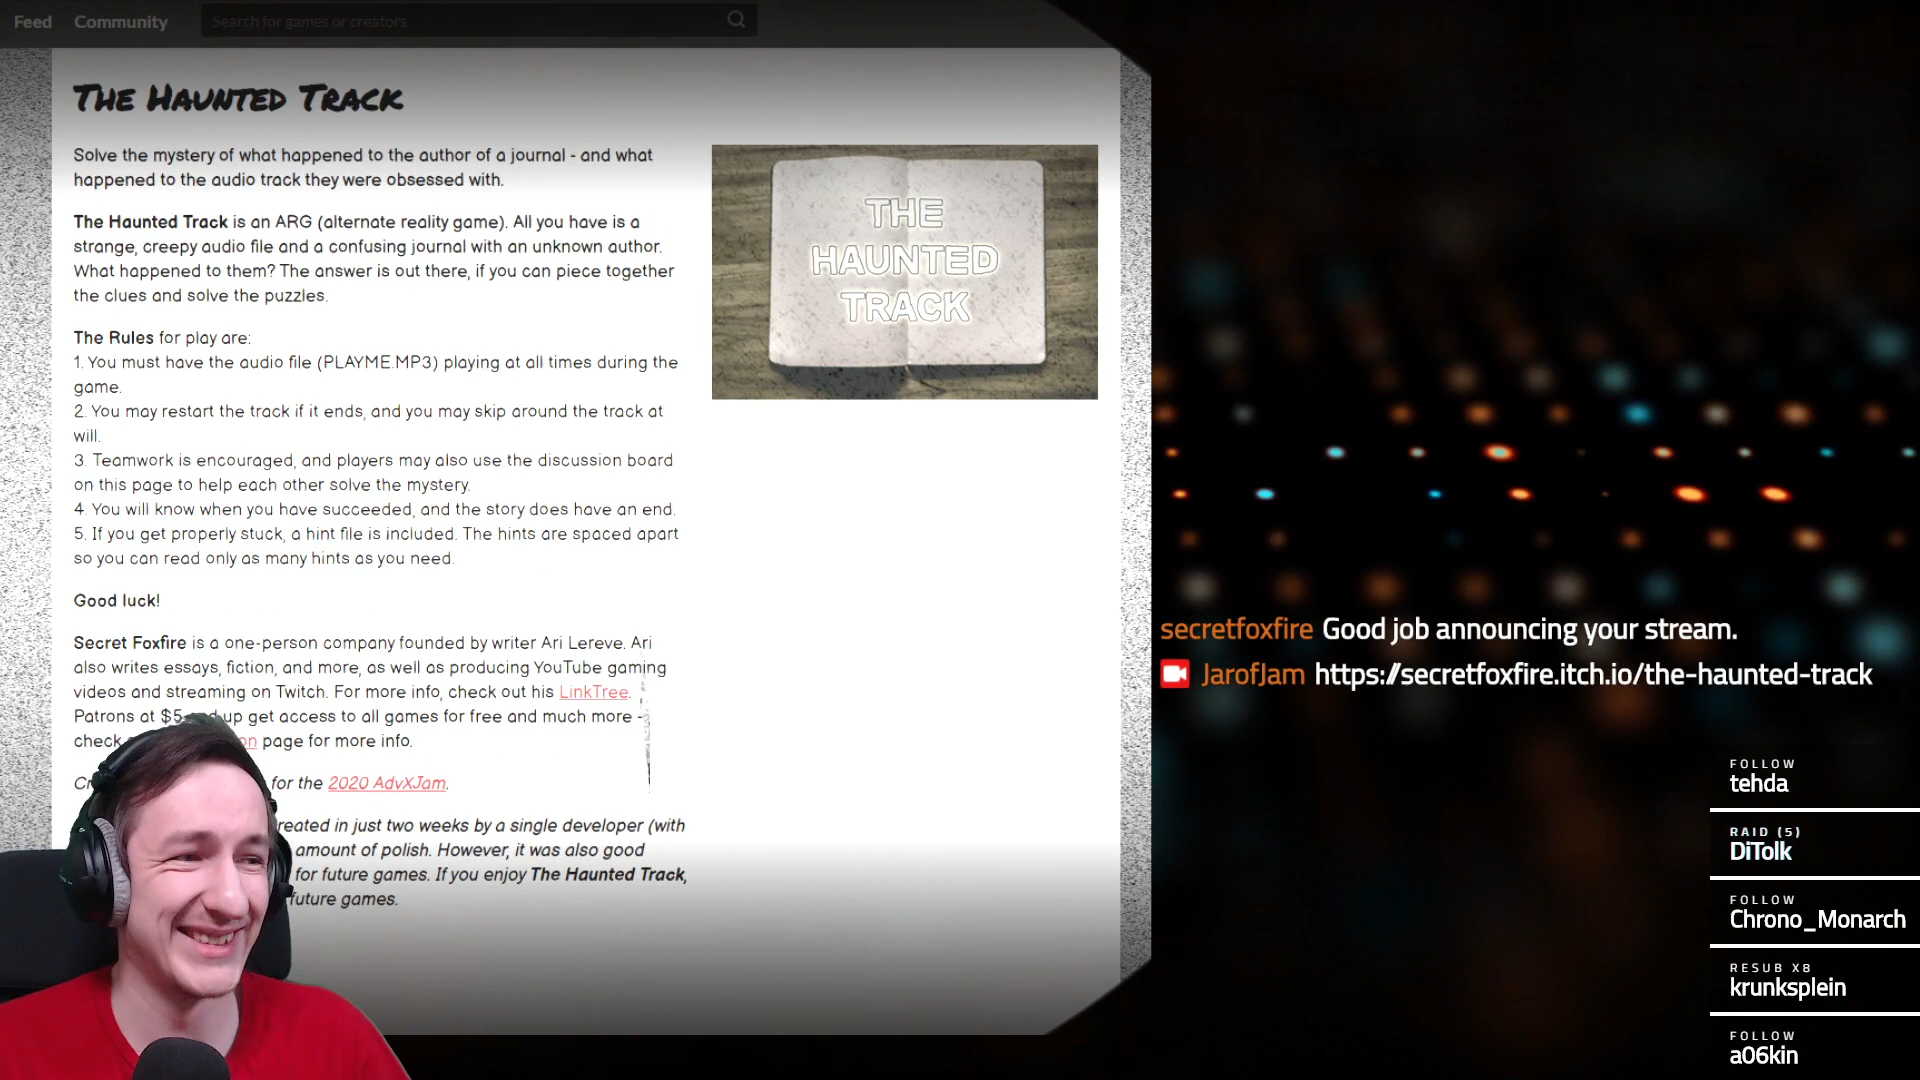 Feed Community Search for games or creators
THE HAUNTED TRACK
Solve the mystery of what happened to the author of a journal - and what
happened to the audio track they were obsessed with.
The Haunted Track is an ARG (alternate reality game). All you have is a
strange, creepy audio file and a confusing journal with an unknown author.
What happened to them? The answer is out there, if you can piece together
the clues and solve the puzzles.
The Rules for play are:
1. You must have the audio file (PLAYME.MP3) playing at all times during the
game.
2. You may restart the track if it ends, and you may skip around the track at
will.
3. Teamwork is encouraged, and players may also use the discussion board
on this page to help each other solve the mystery.
4. You will know when you have succeeded, and the story does have an end.
5. If you get properly stuck, a hint file is included. The hints are spaced apart
so you can read only as many hints as you need.
Good luck!
Secret Foxfire is a one-person company founded by writer Ari Lereve. Ari
also writes essays, fiction, and more, as well as producing YouTube gaming
videos and streaming on Twitch. For more info, check out his LinkTree.
Patrons at $5 up get access to all games for free and much more -
check page for more info.
for the 2020 AdvXJam.
in just two weeks by a single developer (with
amount of polish. However, it was also good
for future games. If you enjoy The Haunted Track,
future games.
THE
HAUNTED
TRACK
secretfoxfire Good job announcing your stream.
JarofJam https://secretfoxfire.itch.io/the-haunted-track
FOLLOW
tehda
RAID (5)
DiTolk
FOLLOW
Chrono_Monarch
RESUB X8
krunksplein
FOLLOW
a06kin